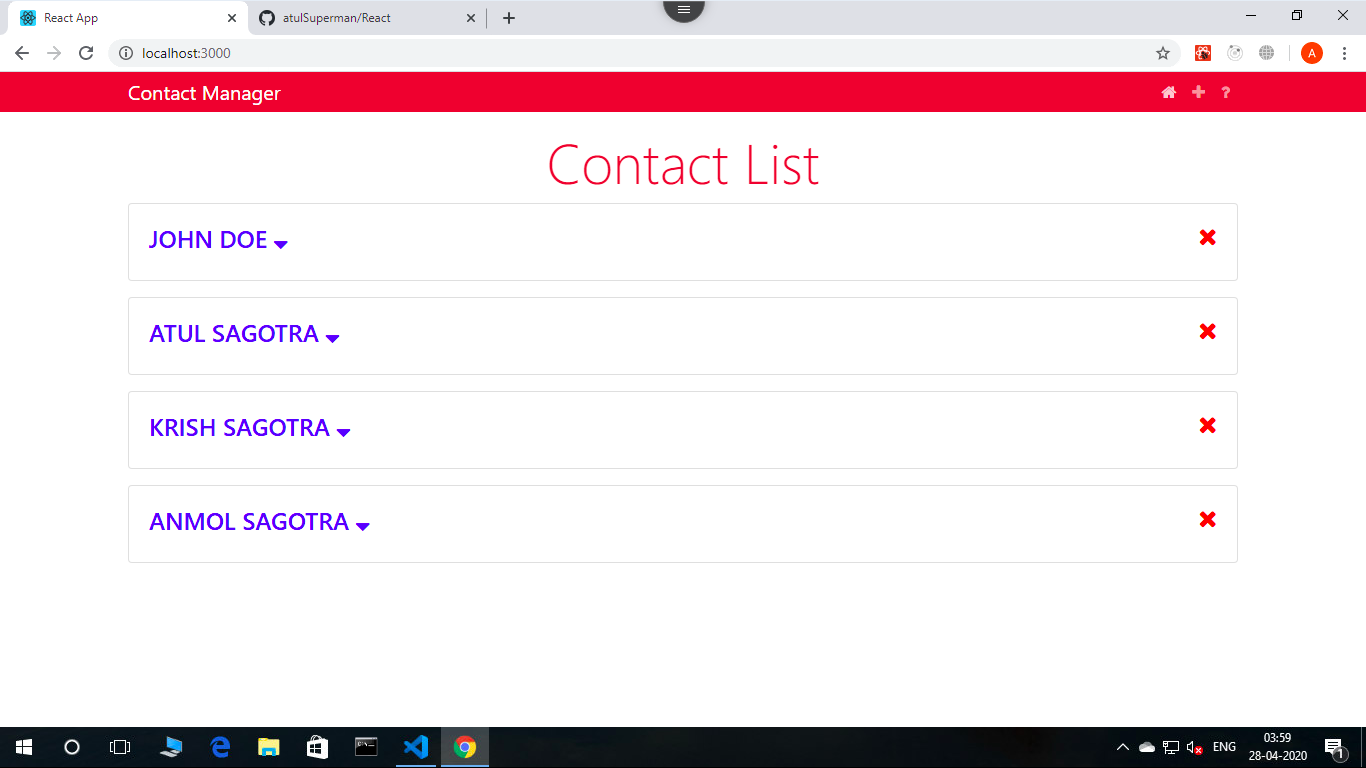 React App
atulSuperman/React
localhost:3000
A
Contact Manager
Contact List
JOHN DOE
ATUL SAGOTRA
KRISH SAGOTRA
ANMOL SAGOTRA
ENG
03:59
28-04-2020
1